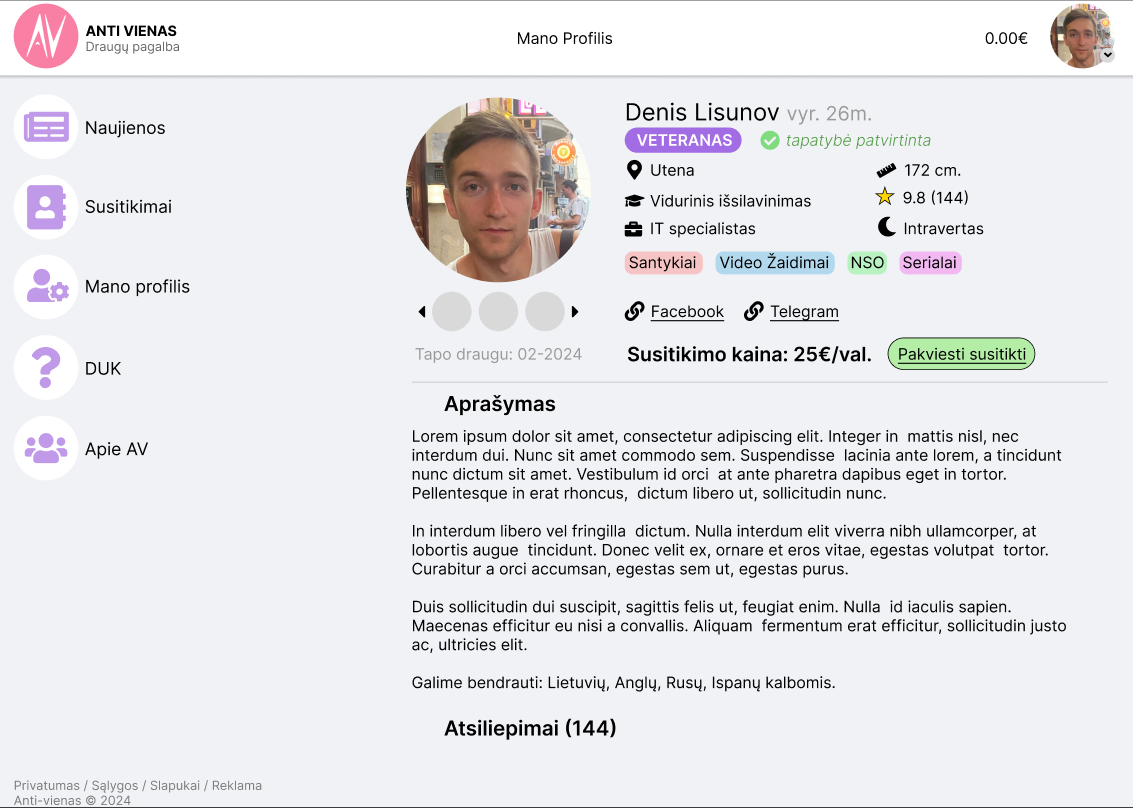 ANTI VIENAS
Draugų pagalba
Mano Profilis
0.00€
Naujienos
Susitikimai
Mano profilis
DUK
Apie AV
Denis Lisunov vyr. 26m.
VETERANAS tapatybė patvirtinta
Utena
172 cm.
Vidurinis išsilavinimas
9.8 (144)
IT specialistas
Intravertas
Santykiai Video Žaidimai NSO Serialai
Facebook Telegram
Tapo draugu: 02-2024
Susitikimo kaina: 25€/val. Pakviesti susitikti
Aprašymas
Lorem ipsum dolor sit amet, consectetur adipiscing elit. Integer in  mattis nisl, nec
interdum dui. Nunc sit amet commodo sem. Suspendisse  lacinia ante lorem, a tincidunt
nunc dictum sit amet. Vestibulum id orci  at ante pharetra dapibus eget in tortor.
Pellentesque in erat rhoncus,  dictum libero ut, sollicitudin nunc.
In interdum libero vel fringilla  dictum. Nulla interdum elit viverra nibh ullamcorper, at
lobortis augue  tincidunt. Donec velit ex, ornare et eros vitae, egestas volutpat  tortor.
Curabitur a orci accumsan, egestas sem ut, egestas purus.
Duis sollicitudin dui suscipit, sagittis felis ut, feugiat enim. Nulla  id iaculis sapien.
Maecenas efficitur eu nisi a convallis. Aliquam  fermentum erat efficitur, sollicitudin justo
ac, ultricies elit.
Galime bendrauti: Lietuvių, Anglų, Rusų, Ispanų kalbomis.
Atsiliepimai (144)
Privatumas / Sąlygos / Slapukai / Reklama
Anti-vienas © 2024